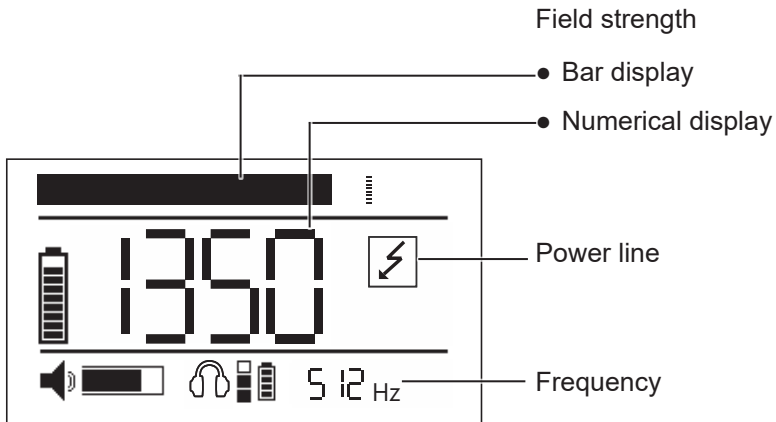 Field strength
● Bar display
● Numerical display
1350
Power line
512 Hz
Frequency